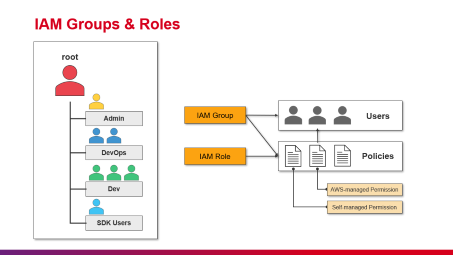 IAM Groups & Roles
root
Admin
DevOps
Dev
SDK Users
IAM Group
IAM Role
Users
Policies
AWS-managed Permission
Self-managed Permission